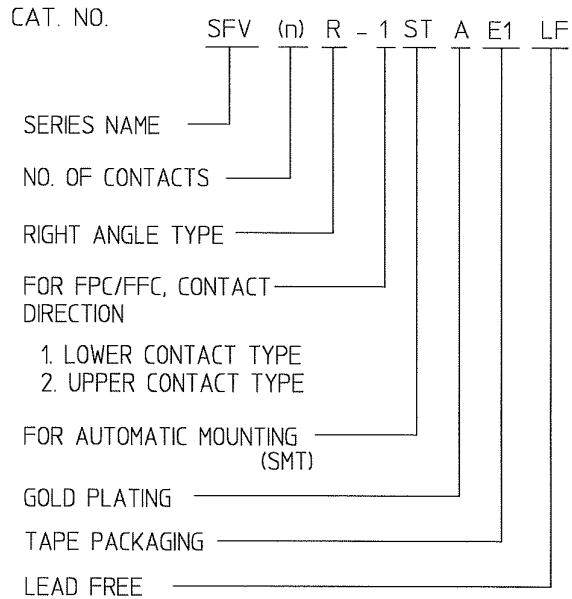 CAT. NO.
SFV (n) R - 1 ST A E1 LF
SERIES NAME
NO. OF CONTACTS
RIGHT ANGLE TYPE
FOR FPC/FFC, CONTACT
DIRECTION
1. LOWER CONTACT TYPE
2. UPPER CONTACT TYPE
FOR AUTOMATIC MOUNTING
(SMT)
GOLD PLATING
TAPE PACKAGING
LEAD FREE